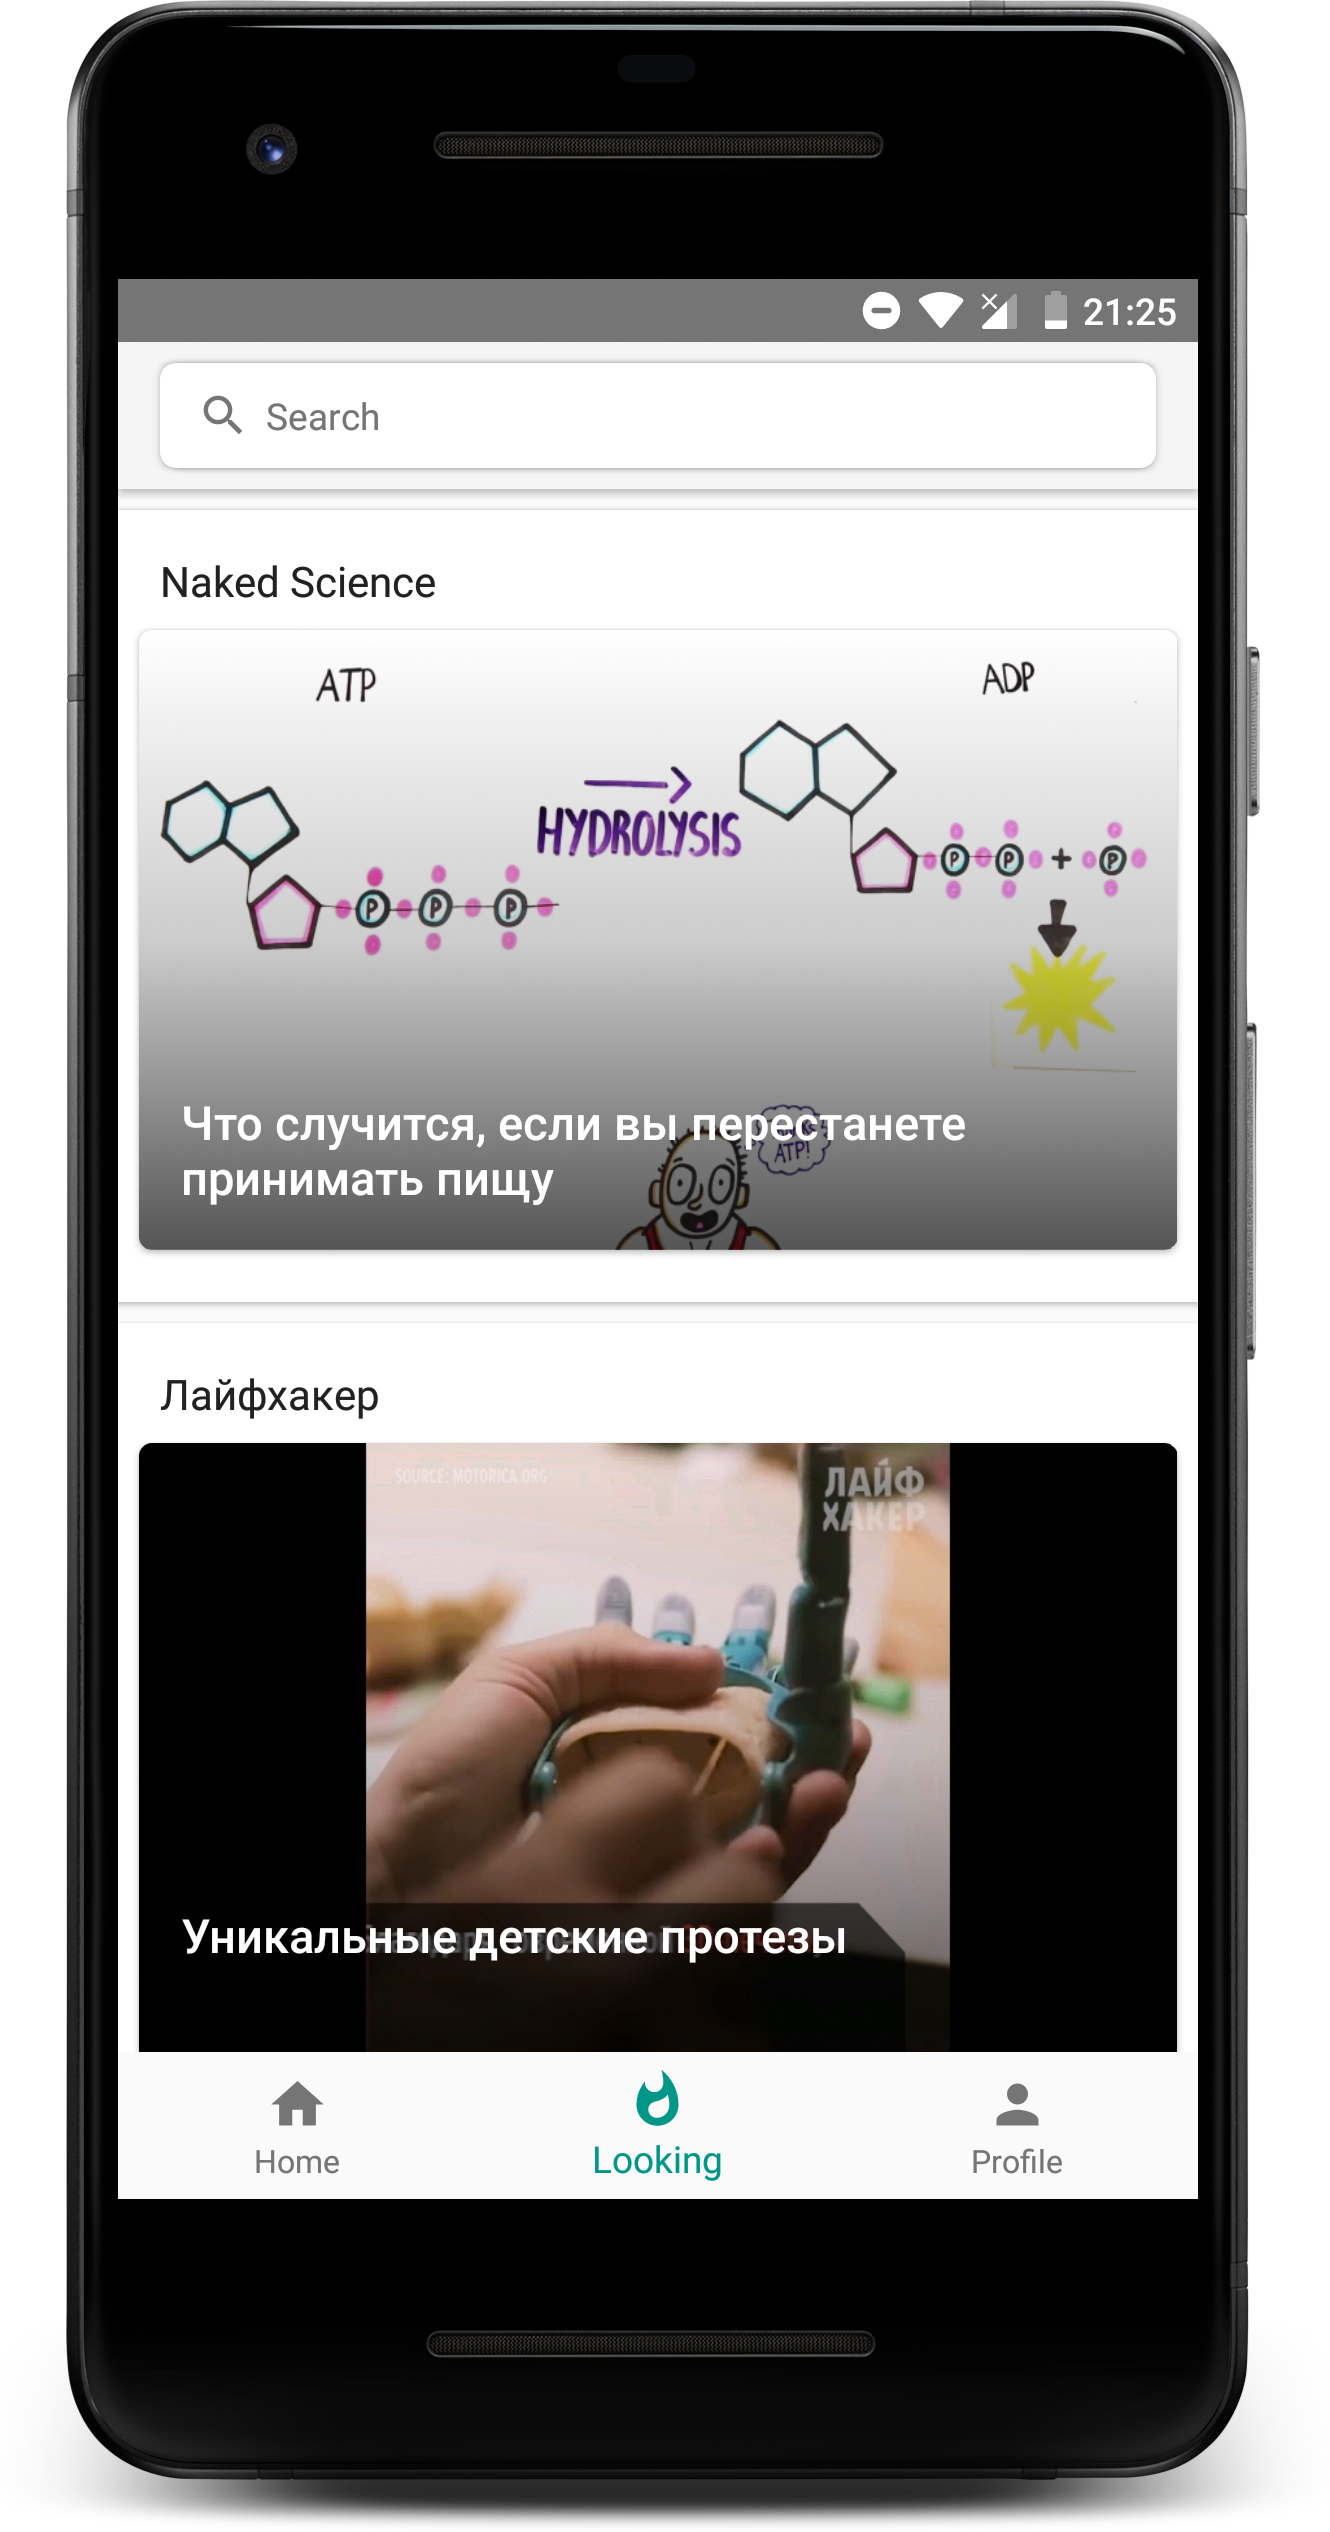 21:25
Search
Naked Science
ATP
ADP
HYDROLYSIS
P P P
P P + P
ATP!
Что случится, если вы перестанете
принимать пищу
Лайфхакер
SOURCE: MOTORICA.ORG
ЛАЙФ
ХАКЕР
Уникальные детские протезы
Home
Looking
Profile